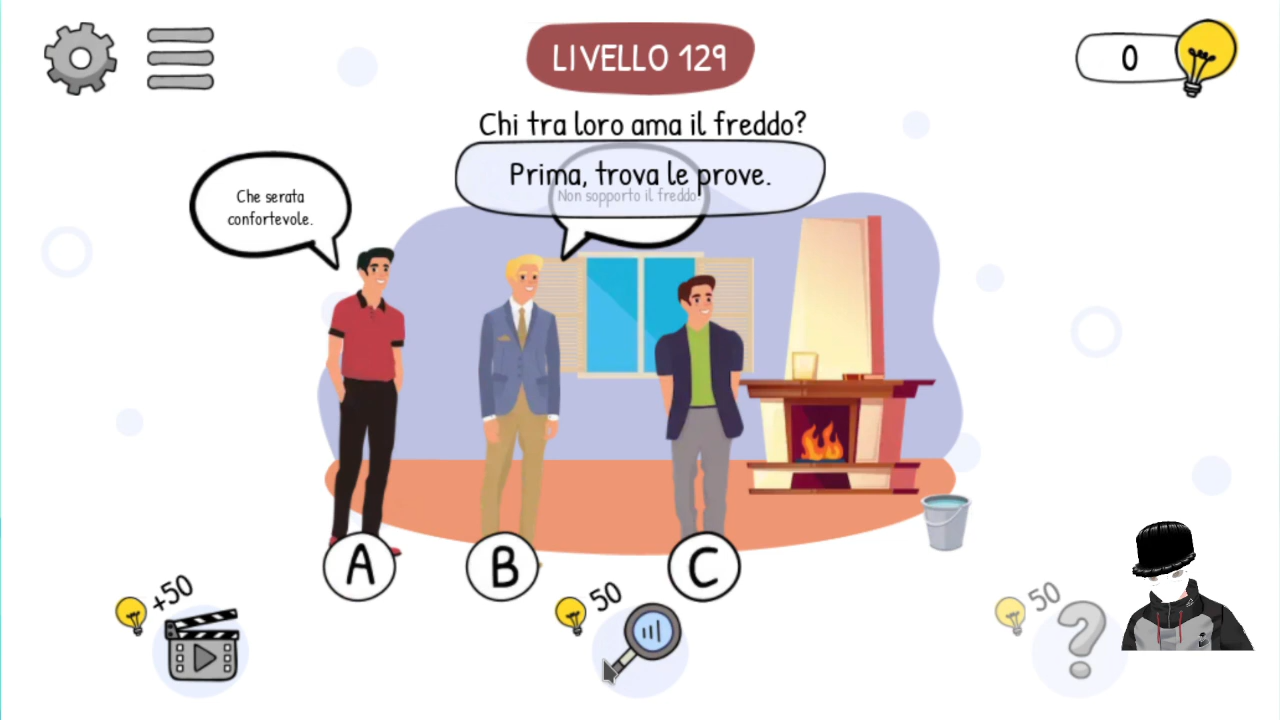 LIVELLO 129
0
Chi tra loro ama il freddo?
Prima, trova le prove.
Non sopporto il freddo!
Che serata
confortevole.
A
B
C
+50
50
50
?